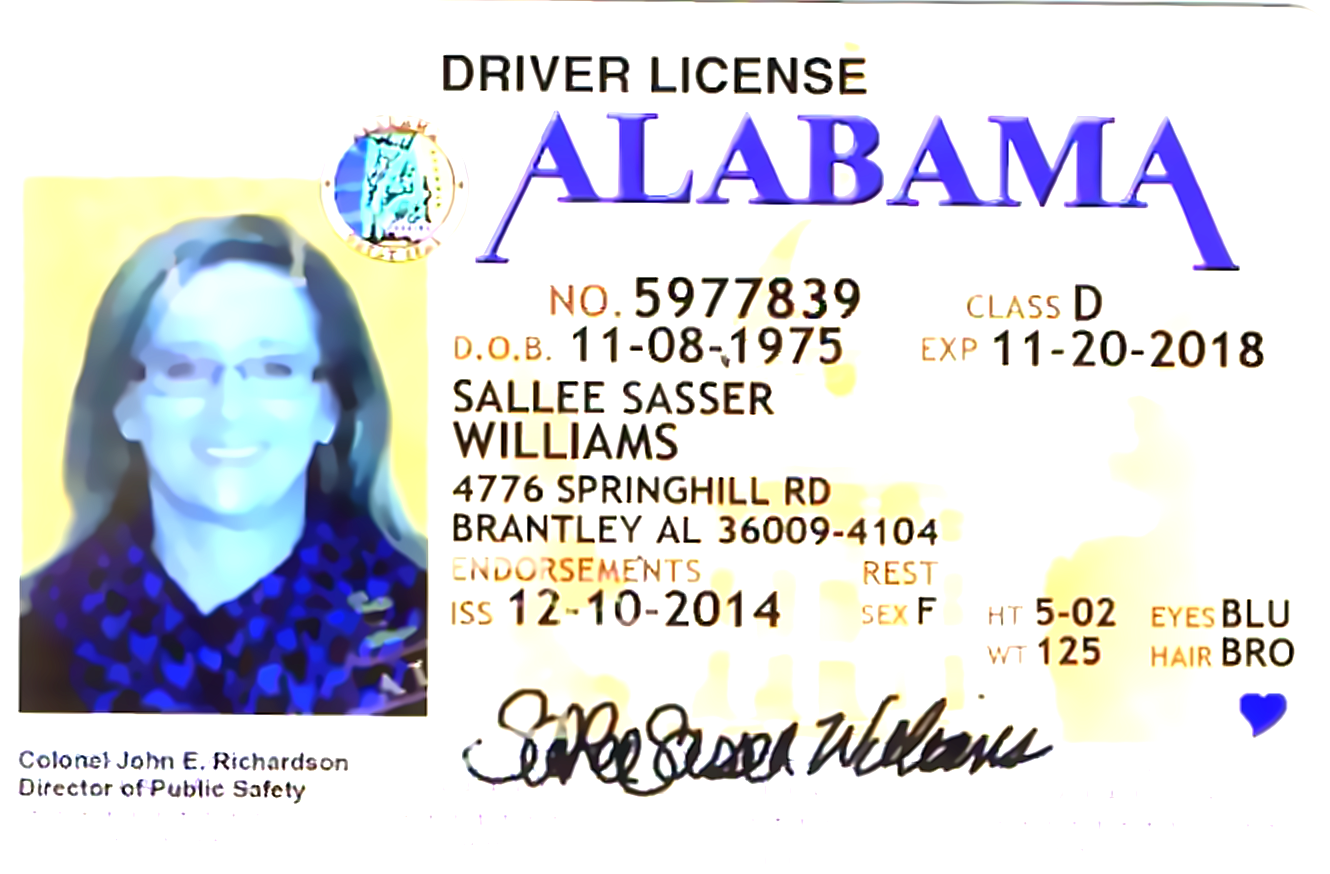 DRIVER LICENSE
ALABAMA
NO. 5977839 CLASS D
D.O.B. 11-08-1975 EXP 11-20-2018
SALLEE SASSER
WILLIAMS
4776 SPRINGHILL RD
BRANTLEY AL 36009-4104
ENDORSEMENTS REST
ISS 12-10-2014 SEX F HT 5-02 EYES BLU
WT 125 HAIR BRO
Sallee Sasser Williams
Colonel John E. Richardson
Director of Public Safety